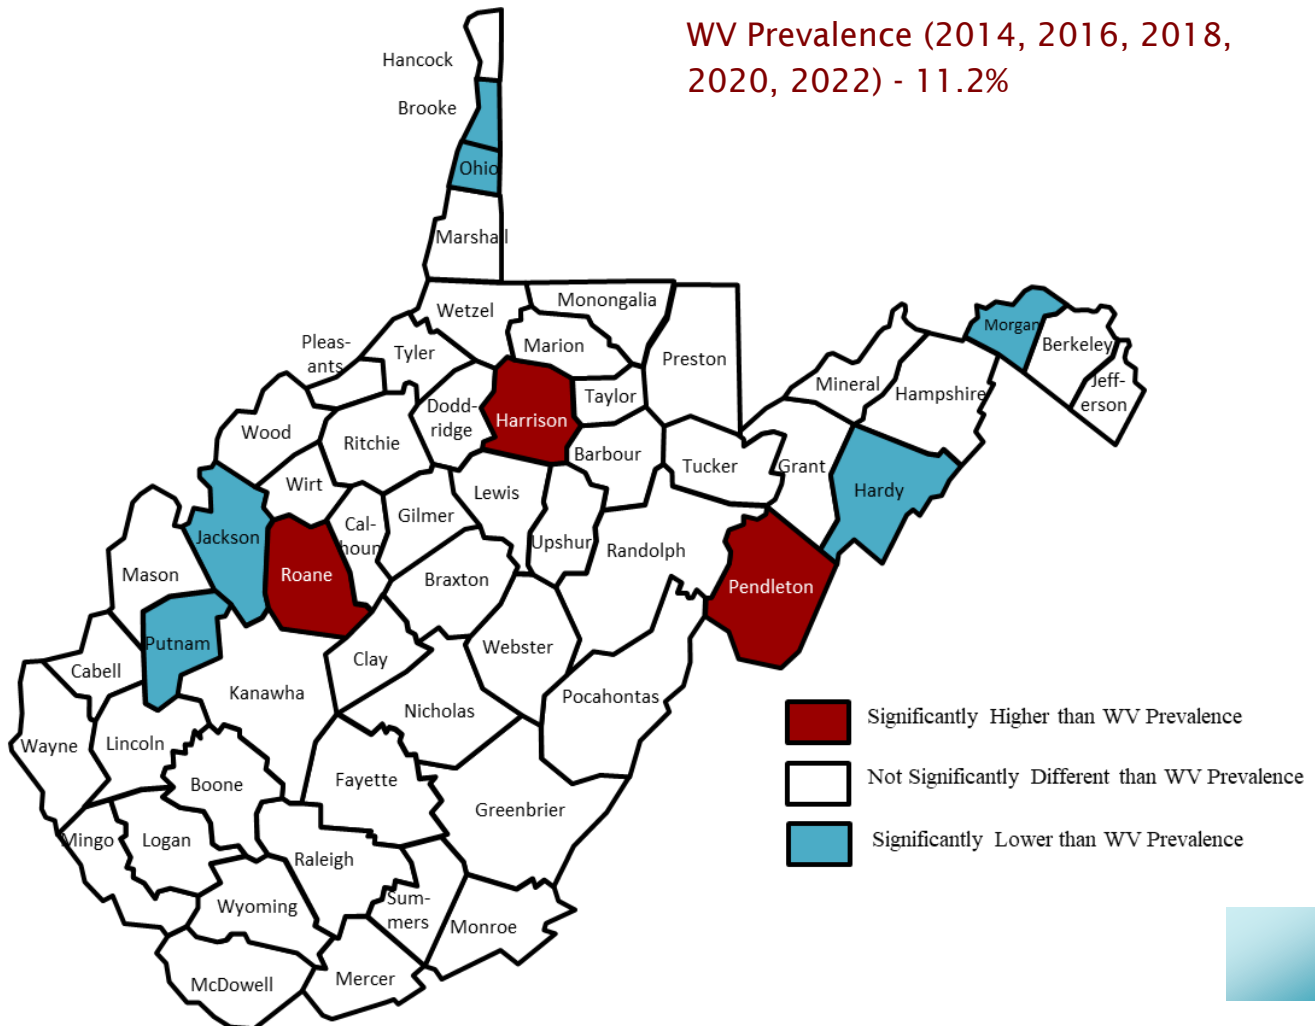 WV Prevalence (2014, 2016, 2018,
2020, 2022) - 11.2%
Hancock
Brooke
Ohio
Marshall
Wetzel
Monongalia
Marion
Preston
Pleas-
ants
Tyler
Dodd-
ridge
Harrison
Taylor
Barbour
Wood
Ritchie
Wirt
Cal-
houn
Gilmer
Lewis
Upshur
Randolph
Tucker
Grant
Mineral
Hampshire
Morgan
Berkeley
Jeff-
erson
Hardy
Pendleton
Jackson
Roane
Mason
Putnam
Cabell
Kanawha
Clay
Braxton
Webster
Nicholas
Pocahontas
Wayne
Lincoln
Boone
Fayette
Greenbrier
Mingo
Logan
Raleigh
Wyoming
Sum-
mers
Monroe
McDowell
Mercer
Significantly Higher than WV Prevalence
Not Significantly Different than WV Prevalence
Significantly Lower than WV Prevalence